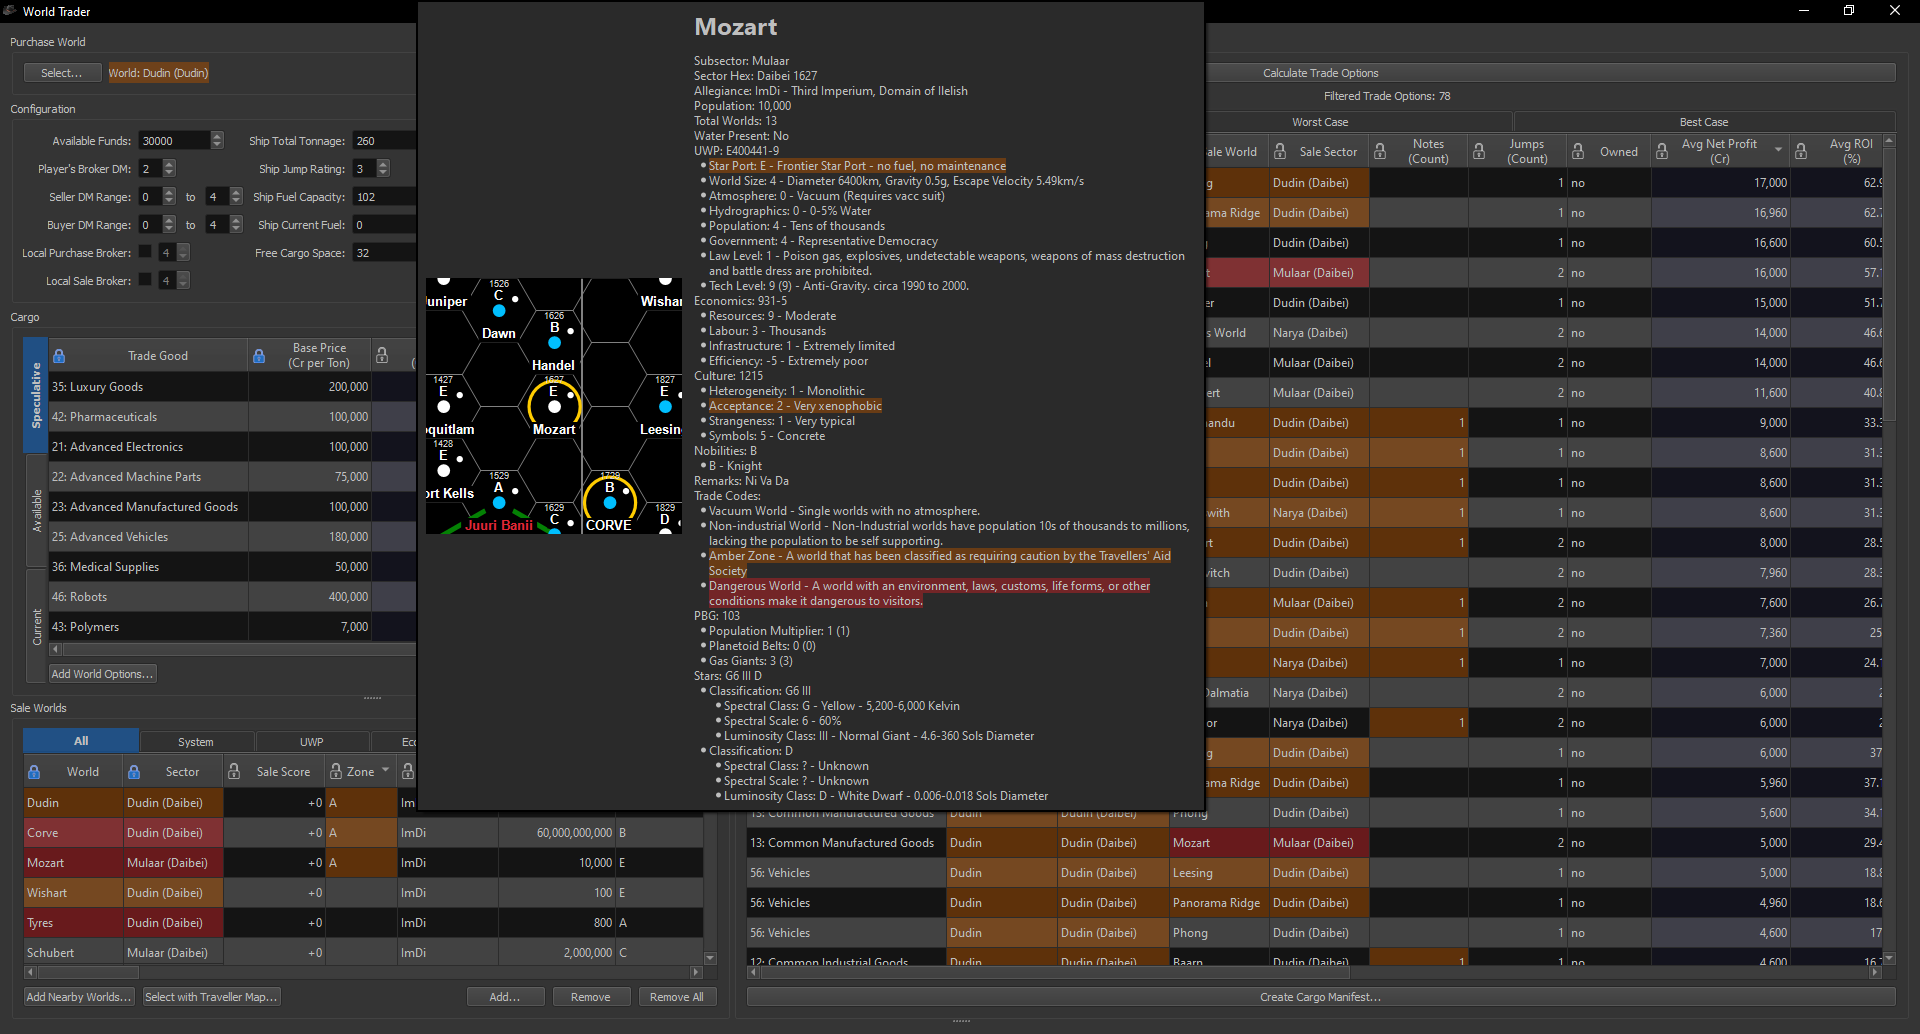 World Trader
Purchase World
Select...
World: Dudin (Dudin)
Configuration
Available Funds: 30000
Ship Total Tonnage: 260
Player's Broker DM: 2
Ship Jump Rating: 3
Seller DM Range: 0 to 4
Ship Fuel Capacity: 102
Buyer DM Range: 0 to 4
Ship Current Fuel: 0
Local Purchase Broker: 4
Free Cargo Space: 32
Local Sale Broker: 4
Cargo
Speculative
Available
Current
Trade Good
Base Price
(Cr per Ton)
35: Luxury Goods 200,000
42: Pharmaceuticals 100,000
21: Advanced Electronics 100,000
22: Advanced Machine Parts 75,000
23: Advanced Manufactured Goods 100,000
25: Advanced Vehicles 180,000
36: Medical Supplies 50,000
46: Robots 400,000
43: Polymers 7,000
Add World Options...
Sale Worlds
All System UWP Ec
World Sector Sale Score Zone
Dudin Dudin (Daibei) +0 A Im
Corve Dudin (Daibei) +0 A ImDi 60,000,000,000 B
Mozart Mulaar (Daibei) +0 A ImDi 10,000 E
Wishart Dudin (Daibei) +0 ImDi 100 E
Tyres Dudin (Daibei) +0 ImDi 800 A
Schubert Mulaar (Daibei) +0 ImDi 2,000,000 C
Add Nearby Worlds... Select with Traveller Map... Add... Remove Remove All
1526
C
uniper
Wishar
Dawn
1626
B
Handel
1427
E
1627
E
1827
E
oquitlam
Mozart
Leesing
1428
E
ort Kells
1529
A
1729
B
Juuri Banii
1629
C
CORVE
1829
D
Mozart
Subsector: Mulaar
Sector Hex: Daibei 1627
Allegiance: ImDi - Third Imperium, Domain of Ilelish
Population: 10,000
Total Worlds: 13
Water Present: No
UWP: E400441-9
Star Port: E - Frontier Star Port - no fuel, no maintenance
World Size: 4 - Diameter 6400km, Gravity 0.5g, Escape Velocity 5.49km/s
Atmosphere: 0 - Vacuum (Requires vacc suit)
Hydrographics: 0 - 0-5% Water
Population: 4 - Tens of thousands
Government: 4 - Representative Democracy
Law Level: 1 - Poison gas, explosives, undetectable weapons, weapons of mass destruction
and battle dress are prohibited.
Tech Level: 9 (9) - Anti-Gravity. circa 1990 to 2000.
Economics: 931-5
Resources: 9 - Moderate
Labour: 3 - Thousands
Infrastructure: 1 - Extremely limited
Efficiency: -5 - Extremely poor
Culture: 1215
Heterogeneity: 1 - Monolithic
Acceptance: 2 - Very xenophobic
Strangeness: 1 - Very typical
Symbols: 5 - Concrete
Nobilities: B
B - Knight
Remarks: Ni Va Da
Trade Codes:
Vacuum World - Single worlds with no atmosphere.
Non-industrial World - Non-Industrial worlds have population 10s of thousands to millions,
lacking the population to be self supporting.
Amber Zone - A world that has been classified as requiring caution by the Travellers' Aid
Society
Dangerous World - A world with an environment, laws, customs, life forms, or other
conditions make it dangerous to visitors.
PBG: 103
Population Multiplier: 1 (1)
Planetoid Belts: 0 (0)
Gas Giants: 3 (3)
Stars: G6 III D
Classification: G6 III
Spectral Class: G - Yellow - 5,200-6,000 Kelvin
Spectral Scale: 6 - 60%
Luminosity Class: III - Normal Giant - 4.6-360 Sols Diameter
Classification: D
Spectral Class: ? - Unknown
Spectral Scale: ? - Unknown
Luminosity Class: D - White Dwarf - 0.006-0.018 Sols Diameter
Calculate Trade Options
Filtered Trade Options: 78
Worst Case Best Case
ale World Sale Sector Notes Jumps Owned Avg Net Profit Avg ROI
(Count) (Count) (Cr) (%)
g Dudin (Daibei) 1 no 17,000 62.9
ama Ridge Dudin (Daibei) 1 no 16,960 62.7
Dudin (Daibei) 1 no 16,600 60.5
t Mulaar (Daibei) 2 no 16,000 57.1
er Dudin (Daibei) 1 no 15,000 51.7
s World Narya (Daibei) 2 no 14,000 46.6
el Mulaar (Daibei) 2 no 14,000 46.6
ert Mulaar (Daibei) 2 no 11,600 40.8
andu Dudin (Daibei) 1 1 no 9,000 33.3
Dudin (Daibei) 1 1 no 8,600 31.3
Dudin (Daibei) 1 1 no 8,600 31.3
with Narya (Daibei) 1 2 no 8,600 31.3
rt Dudin (Daibei) 1 2 no 8,000 28.5
vitch Dudin (Daibei) 2 no 7,960 28.3
Mulaar (Daibei) 1 2 no 7,600 26.7
Dudin (Daibei) 1 2 no 7,360 25
Narya (Daibei) 1 1 no 7,000 24.1
Dalmatia Narya (Daibei) 2 no 6,000 2
or Narya (Daibei) 1 2 no 6,000 2
g Dudin (Daibei) 1 no 6,000 37
rama Ridge Dudin (Daibei) 1 no 5,960 37.1
13: Common Manufactured Goods Dudin Dudin (Daibei) Phong Dudin (Daibei) 1 no 5,600 34.1
13: Common Manufactured Goods Dudin Dudin (Daibei) Mozart Mulaar (Daibei) 2 no 5,000 29.4
56: Vehicles Dudin Dudin (Daibei) Leesing Dudin (Daibei) 1 no 5,000 18.8
56: Vehicles Dudin Dudin (Daibei) Panorama Ridge Dudin (Daibei) 1 no 4,960 18.6
56: Vehicles Dudin Dudin (Daibei) Phong Dudin (Daibei) 1 no 4,600 17
12: Common Industrial Goods Dudin Dudin (Daibei) Baarn Dudin (Daibei) 1 1 no 4,600 16.7
Create Cargo Manifest...